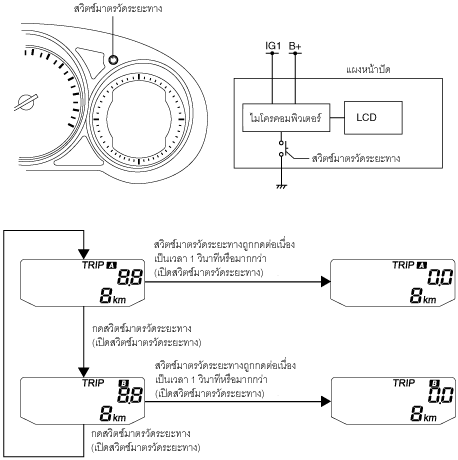 สวิตช์มาตรวัดระยะทาง
IG1 B+
แผงหน้าปัด
ไมโครคอมพิวเตอร์
LCD
สวิตช์มาตรวัดระยะทาง
TRIP A
8.8
8 km
สวิตช์มาตรวัดระยะทางถูกกดต่อเนื่อง
เป็นเวลา 1 วินาทีหรือมากกว่า
(เปิดสวิตช์มาตรวัดระยะทาง)
TRIP A
0.0
8 km
กดสวิตช์มาตรวัดระยะทาง
(เปิดสวิตช์มาตรวัดระยะทาง)
TRIP B
8.8
8 km
สวิตช์มาตรวัดระยะทางถูกกดต่อเนื่อง
เป็นเวลา 1 วินาทีหรือมากกว่า
(เปิดสวิตช์มาตรวัดระยะทาง)
TRIP B
0.0
8 km
กดสวิตช์มาตรวัดระยะทาง
(เปิดสวิตช์มาตรวัดระยะทาง)